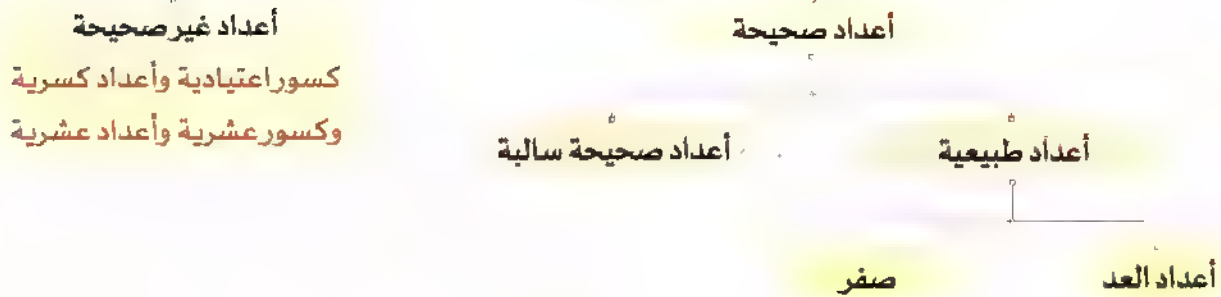 أعداد صحيحة
أعداد غير صحيحة
كسور اعتيادية وأعداد كسرية
وكسور عشرية وأعداد عشرية
أعداد طبيعية
أعداد صحيحة سالبة
أعداد العد
صفر